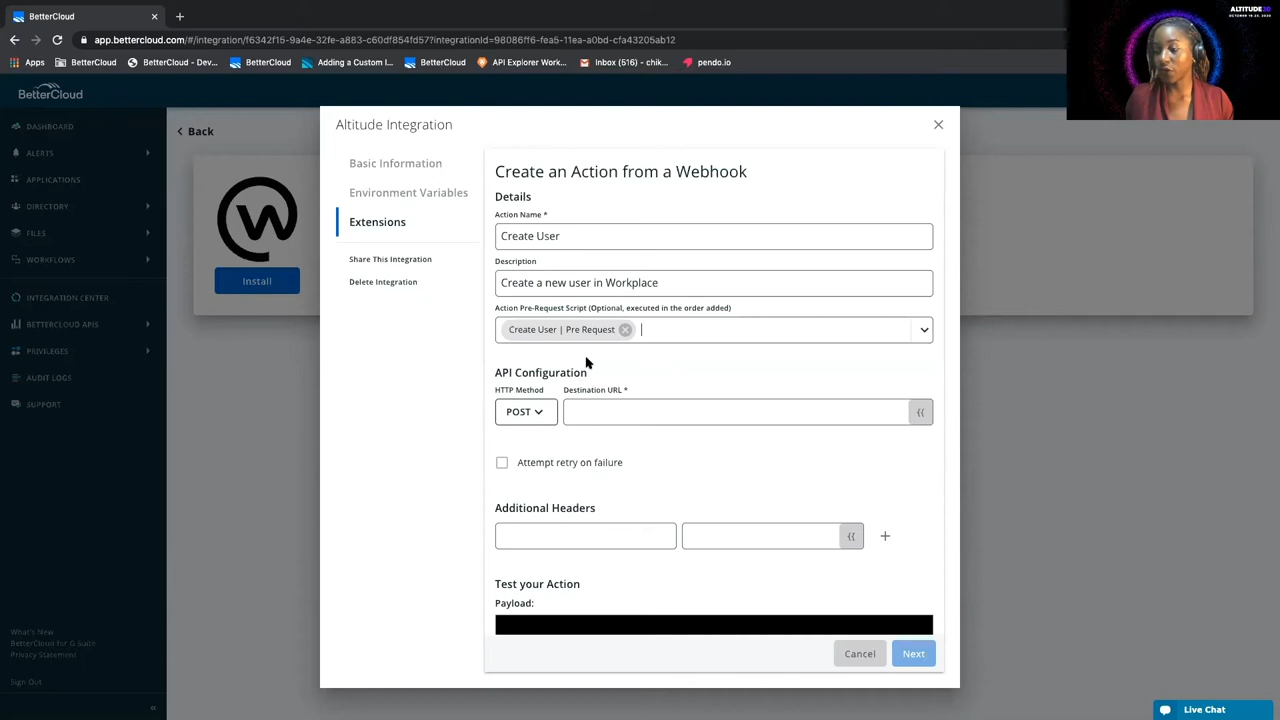 BetterCloud
ALTITUDE20
OCTOBER 19-23, 2020
app.bettercloud.com/#/integration/f6342f15-9a4e-32fe-a883-c60df854fd57?integrationId=98086ff6-fea5-11ea-a0bd-cfa43205ab12
Apps
BetterCloud
BetterCloud - Dev...
BetterCloud
Adding a Custom I...
BetterCloud
API Explorer Work...
Inbox (516) - chik...
pendo.io
BetterCloud
DASHBOARD
ALERTS
APPLICATIONS
DIRECTORY
FILES
WORKFLOWS
INTEGRATION CENTER
BETTERCLOUD APIS
PRIVILEGES
AUDIT LOGS
SUPPORT
What's New
BetterCloud for G Suite
Privacy Statement
Sign Out
Back
Install
Altitude Integration
Basic Information
Environment Variables
Extensions
Share This Integration
Delete Integration
Create an Action from a Webhook
Details
Action Name *
Create User
Description
Create a new user in Workplace
Action Pre-Request Script (Optional, executed in the order added)
Create User | Pre Request
API Configuration
HTTP Method
Destination URL *
POST
{{
Attempt retry on failure
Additional Headers
{{
Test your Action
Payload:
Cancel
Next
Live Chat